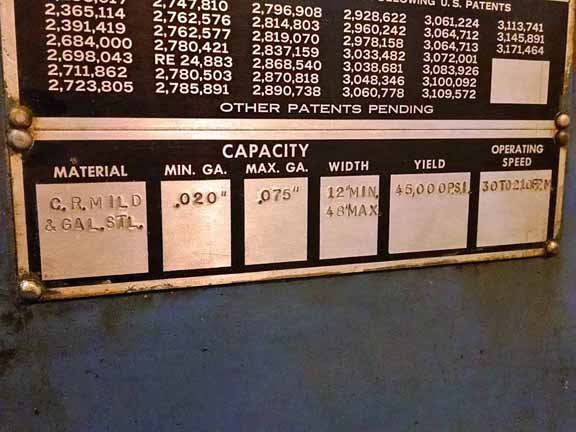 FOLLOWING U.S. PATENTS
2,365,114 2,747,810 2,796,908 2,928,622 3,061,224 3,113,741
2,391,419 2,762,576 2,814,803 2,960,242 3,064,712 3,145,891
2,684,000 2,762,577 2,819,070 2,978,158 3,064,713 3,171,464
2,698,043 2,780,421 2,837,159 3,033,482 3,072,001
2,711,862 RE 24,883 2,868,540 3,038,681 3,083,926
2,723,805 2,780,503 2,870,818 3,048,346 3,100,092
2,785,891 2,890,738 3,060,778 3,109,572
OTHER PATENTS PENDING
CAPACITY
MATERIAL MIN. GA. MAX. GA. WIDTH YIELD OPERATING SPEED
C.R. MILD & GAL. STL. .020" .075" 12"MIN. 48"MAX. 45,000 P.S.I. 30 TO 210 F.P.M.